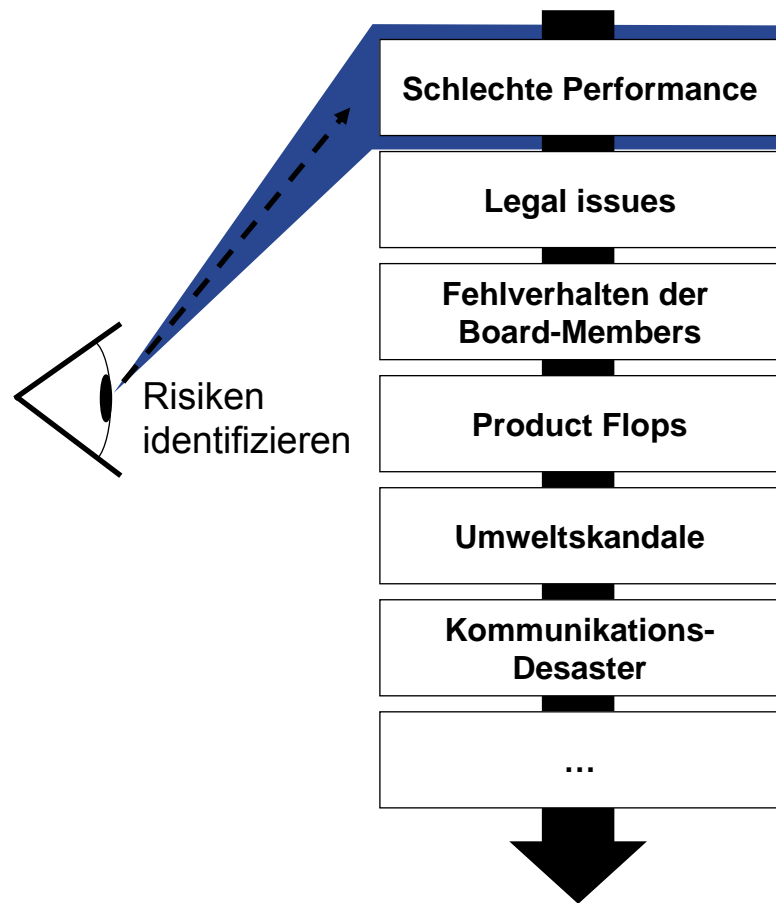 Schlechte Performance
Legal issues
Fehlverhalten der
Board-Members
Risiken
identifizieren
Product Flops
Umweltskandale
Kommunikations-
Desaster
...